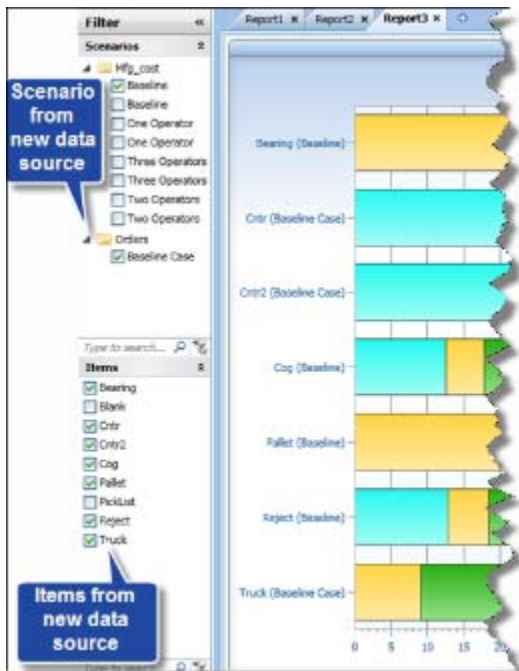 Filter «
Report1 × Report2 × Report3 ×
Scenarios
Mfg_cost
Baseline
Baseline
One Operator
One Operator
Three Operators
Three Operators
Two Operators
Two Operators
Orders
Baseline Case
Scenario
from
new data
source
Type to search...
Items
Bearing
Blank
Cntr
Cntr2
Cog
Pallet
PickList
Reject
Truck
Items from
new data
source
Type to search...
Bearing (Baseline)
Cntr (Baseline Case)
Cntr2 (Baseline Case)
Cog (Baseline)
Pallet (Baseline)
Reject (Baseline)
Truck (Baseline Case)
0 5 10 15 20